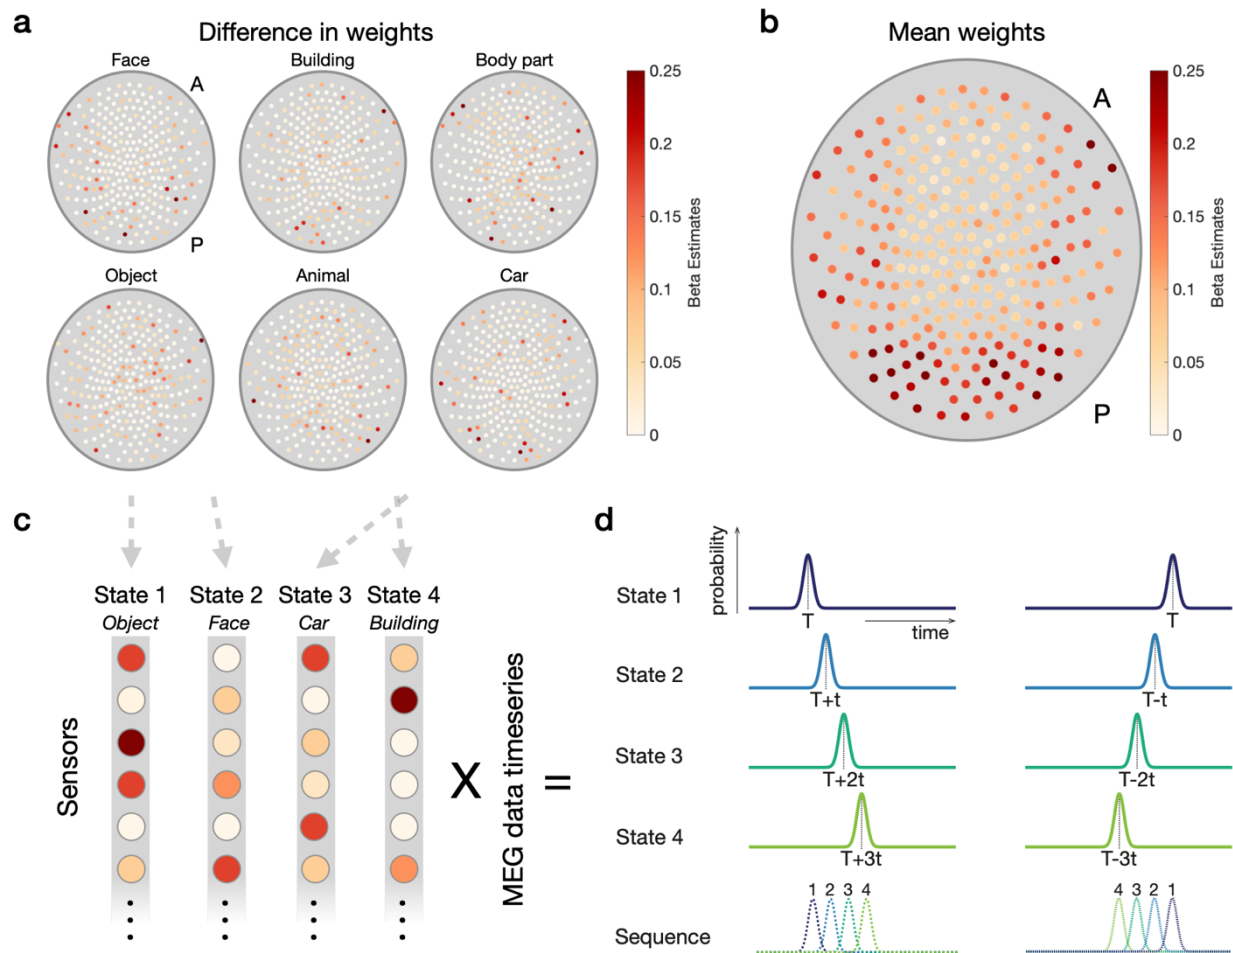 a
Difference in weights
Face
Building
Body part
A
P
Object
Animal
Car
0.25
0.2
0.15
0.1
0.05
0
Beta Estimates
b
Mean weights
A
P
0.25
0.2
0.15
0.1
0.05
0
Beta Estimates
c
State 1 State 2 State 3 State 4
Object Face Car Building
Sensors
X
MEG data timeseries
=
d
probability
time
State 1
T
T
State 2
T+t
T-t
State 3
T+2t
T-2t
State 4
T+3t
T-3t
Sequence
1 2 3 4
4 3 2 1